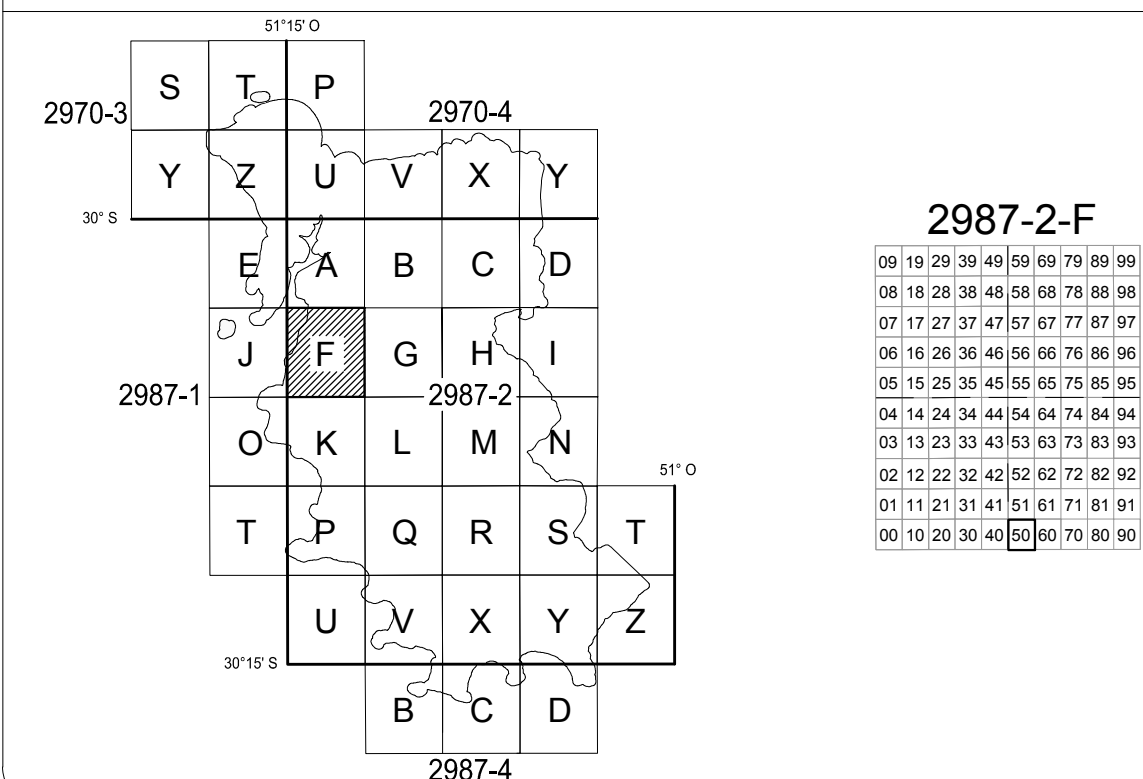 51°15' O
S T P
2970-3 2970-4
Y Z U V X Y
30° S
E A B C D
J F G H I
2987-1 2987-2
O K L M N
51° O
T P Q R S T
U V X Y Z
30°15' S
B C D
2987-4
2987-2-F
09 19 29 39 49 59 69 79 89 99
08 18 28 38 48 58 68 78 88 98
07 17 27 37 47 57 67 77 87 97
06 16 26 36 46 56 66 76 86 96
05 15 25 35 45 55 65 75 85 95
04 14 24 34 44 54 64 74 84 94
03 13 23 33 43 53 63 73 83 93
02 12 22 32 42 52 62 72 82 92
01 11 21 31 41 51 61 71 81 91
00 10 20 30 40 50 60 70 80 90